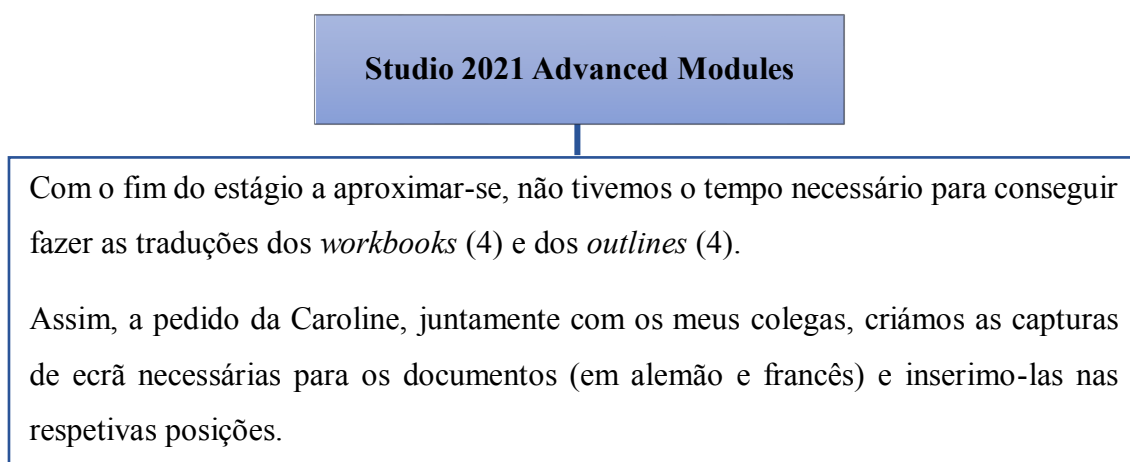 Studio 2021 Advanced Modules
Com o fim do estágio a aproximar-se, não tivemos o tempo necessário para conseguir
fazer as traduções dos workbooks (4) e dos outlines (4).
Assim, a pedido da Caroline, juntamente com os meus colegas, criámos as capturas
de ecrã necessárias para os documentos (em alemão e francês) e inserimo-las nas
respetivas posições.